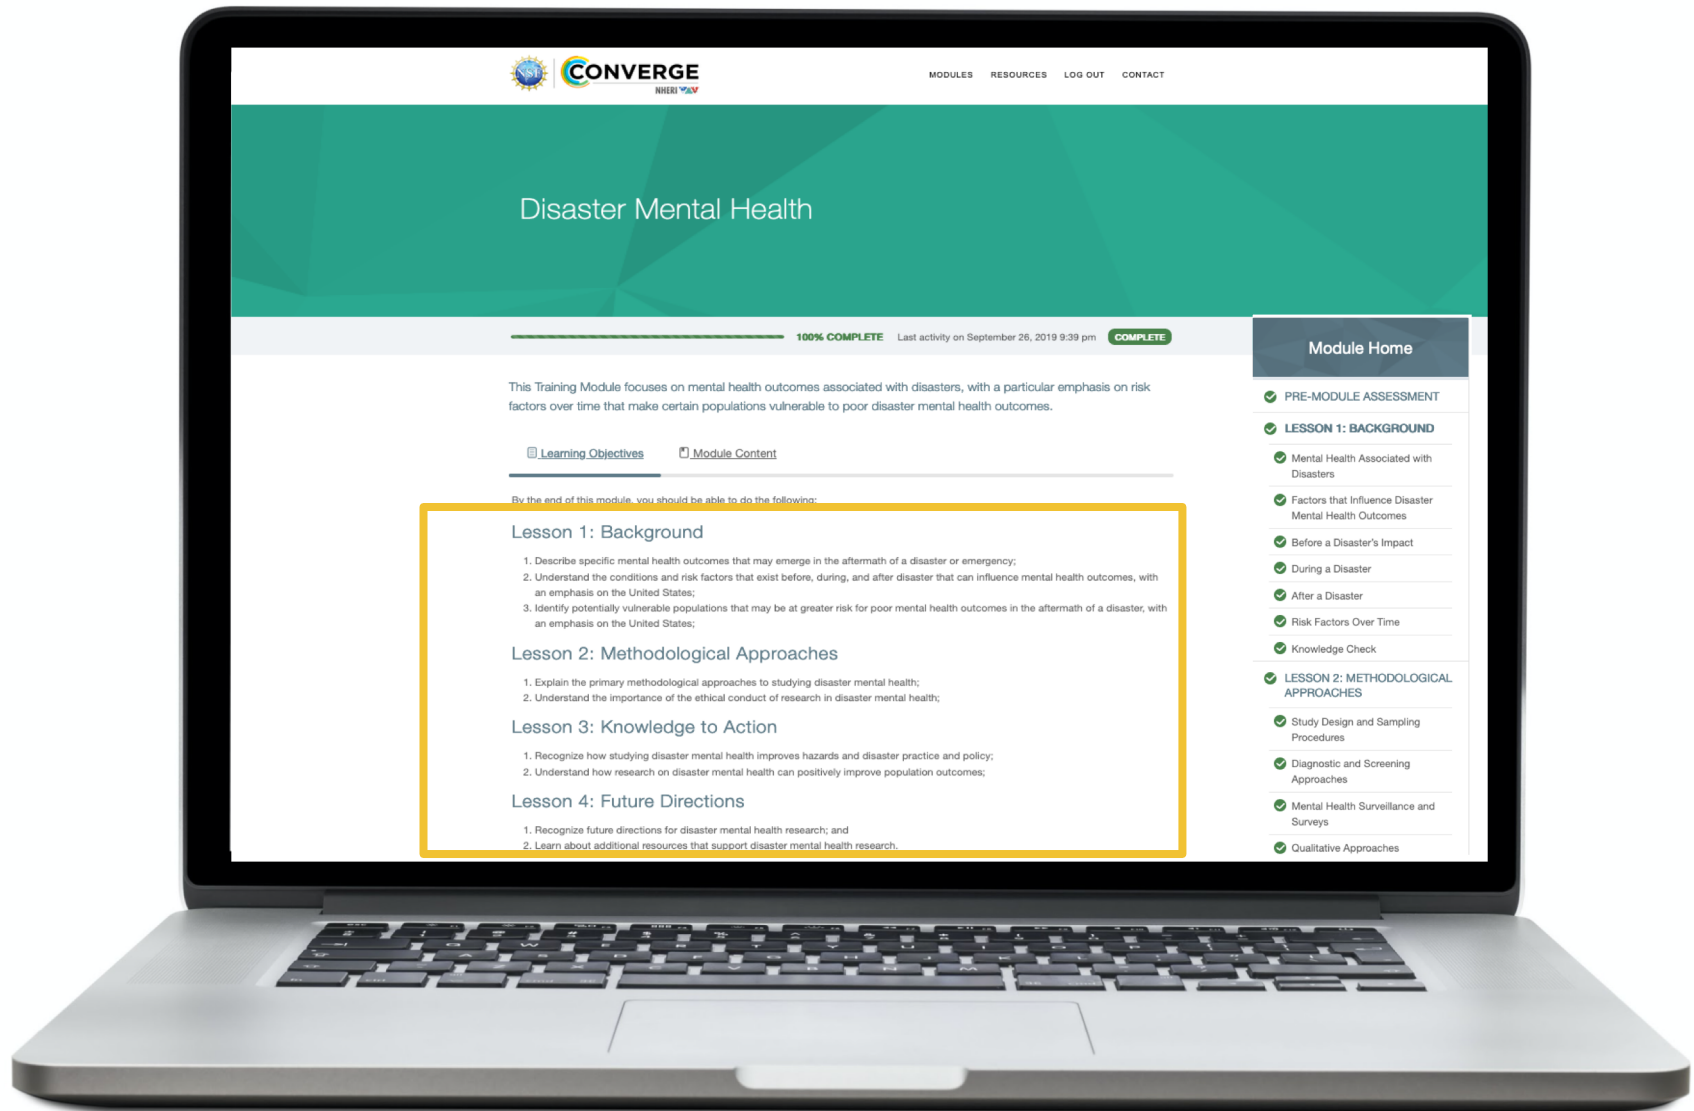 NSF
CONVERGE
NHERI
MODULES RESOURCES LOG OUT CONTACT
Disaster Mental Health
100% COMPLETE Last activity on September 26, 2019 9:39 pm COMPLETE
This Training Module focuses on mental health outcomes associated with disasters, with a particular emphasis on risk
factors over time that make certain populations vulnerable to poor disaster mental health outcomes.
Learning Objectives Module Content
By the end of this module, you should be able to do the following:
Lesson 1: Background
1. Describe specific mental health outcomes that may emerge in the aftermath of a disaster or emergency;
2. Understand the conditions and risk factors that exist before, during, and after disaster that can influence mental health outcomes, with
an emphasis on the United States;
3. Identify potentially vulnerable populations that may be at greater risk for poor mental health outcomes in the aftermath of a disaster, with
an emphasis on the United States;
Lesson 2: Methodological Approaches
1. Explain the primary methodological approaches to studying disaster mental health;
2. Understand the importance of the ethical conduct of research in disaster mental health;
Lesson 3: Knowledge to Action
1. Recognize how studying disaster mental health improves hazards and disaster practice and policy;
2. Understand how research on disaster mental health can positively improve population outcomes;
Lesson 4: Future Directions
1. Recognize future directions for disaster mental health research; and
2. Learn about additional resources that support disaster mental health research.
Module Home
PRE-MODULE ASSESSMENT
LESSON 1: BACKGROUND
Mental Health Associated with
Disasters
Factors that Influence Disaster
Mental Health Outcomes
Before a Disaster's Impact
During a Disaster
After a Disaster
Risk Factors Over Time
Knowledge Check
LESSON 2: METHODOLOGICAL
APPROACHES
Study Design and Sampling
Procedures
Diagnostic and Screening
Approaches
Mental Health Surveillance and
Surveys
Qualitative Approaches